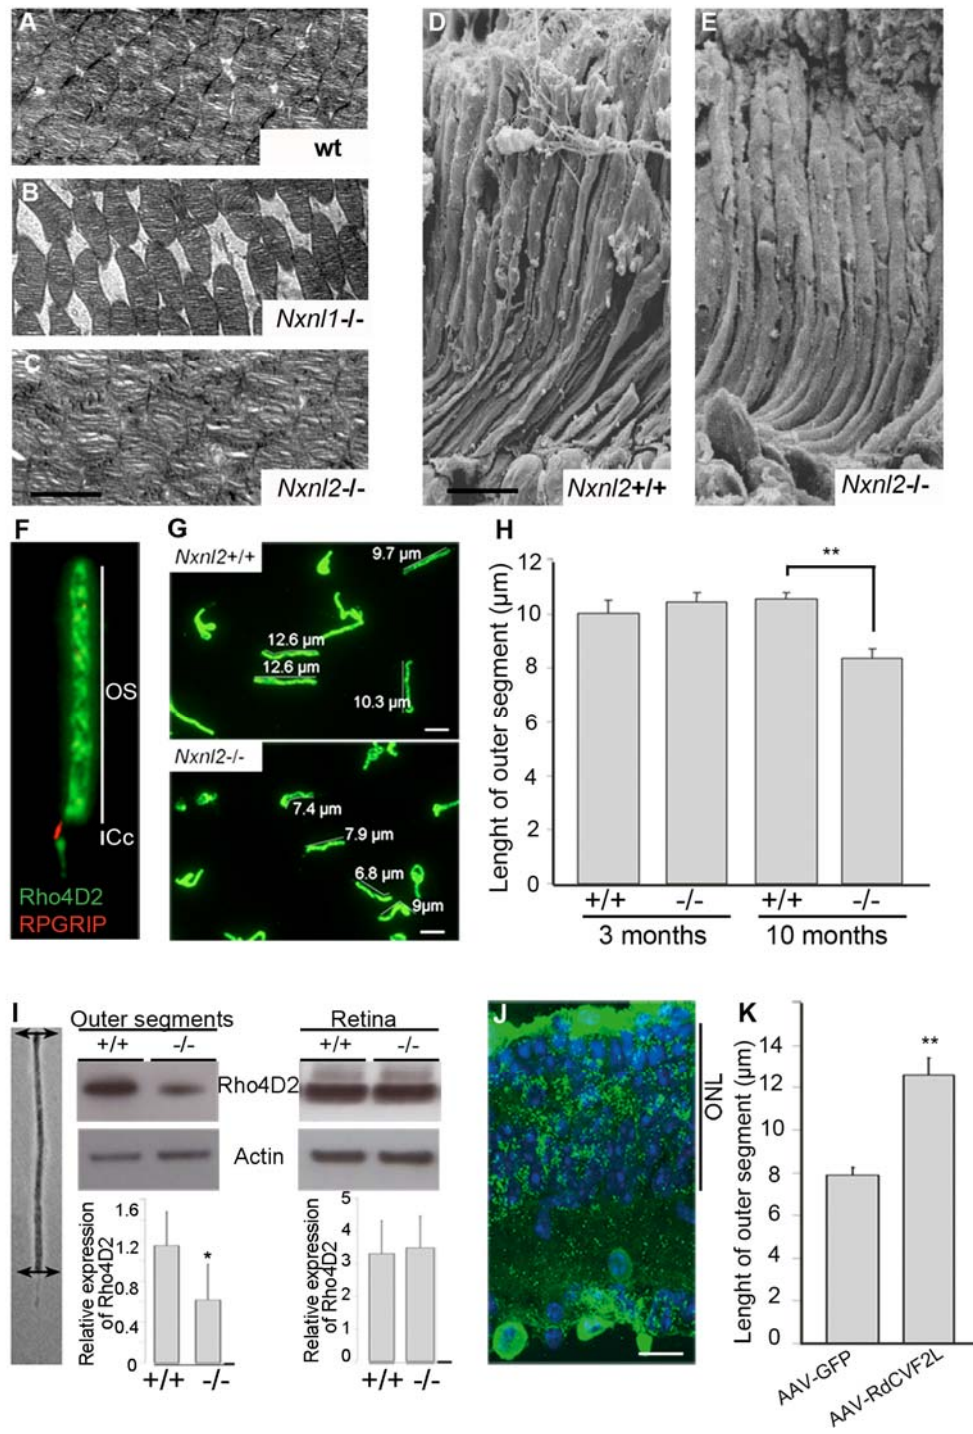 A
wt
B
Nxnl1-/-
C
Nxnl2-/-
D
Nxnl2+/+
E
Nxnl2-/-
F
OS
Cc
Rho4D2
RPGRIP
G
Nxnl2+/+
9.7 µm
12.6 µm
12.6 µm
10.3 µm
Nxnl2-/-
7.4 µm
7.9 µm
6.8 µm
9µm
H
Lenght of outer segment (µm)
12
10
8
6
4
2
0
**
+/+ -/- +/+ -/-
3 months 10 months
I
Outer segments
+/+ -/-
Rho4D2
Actin
Retina
+/+ -/-
Relative expression
of Rho4D2
1.6
1.2
0.8
0.4
0
*
+/+ -/-
Relative expression
of Rho4D2
5
4
3
2
1
0
+/+ -/-
J
ONL
K
Lenght of outer segment (µm)
14
12
10
8
6
4
2
0
**
AAV-GFP
AAV-RdCVF2L